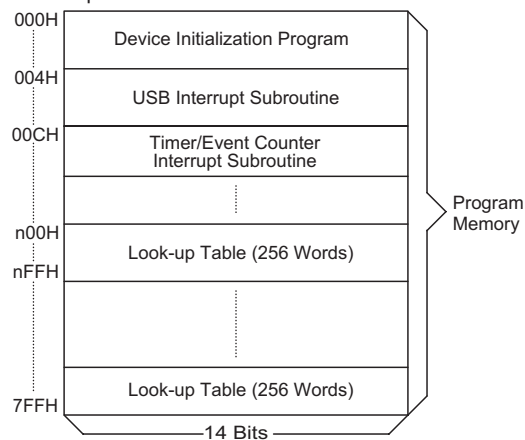 000H
Device Initialization Program
004H
USB Interrupt Subroutine
00CH
Timer/Event Counter
Interrupt Subroutine
Program
Memory
n00H
Look-up Table (256 Words)
nFFH
Look-up Table (256 Words)
7FFH
14 Bits